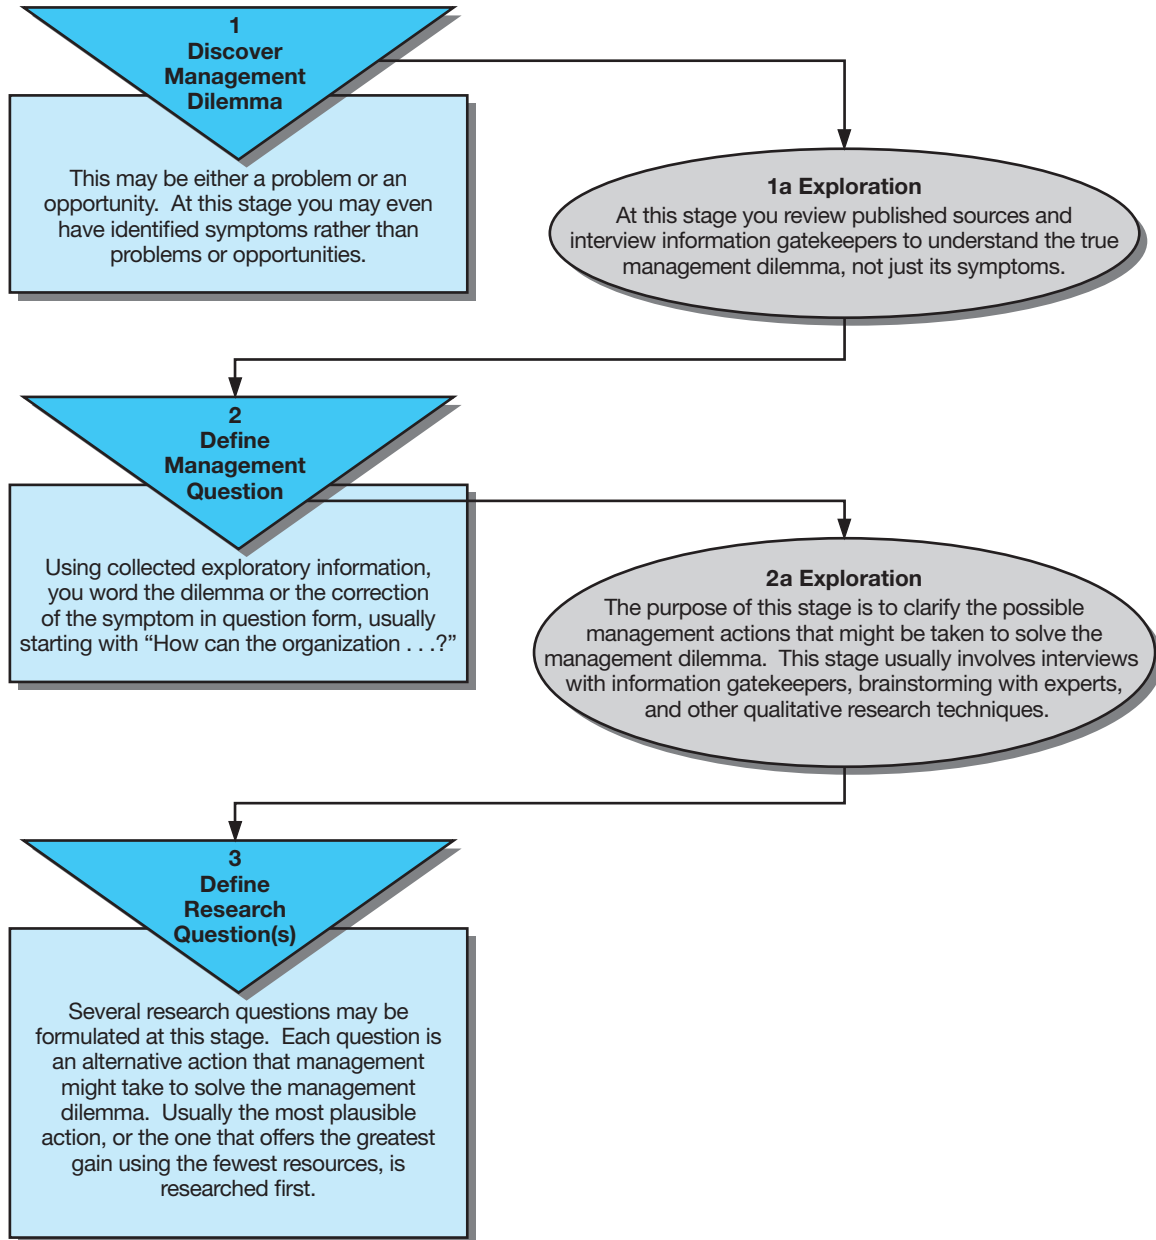 1
Discover
Management
Dilemma
This may be either a problem or an
opportunity. At this stage you may even
have identified symptoms rather than
problems or opportunities.
1a Exploration
At this stage you review published sources and
interview information gatekeepers to understand the true
management dilemma, not just its symptoms.
2
Define
Management
Question
Using collected exploratory information,
you word the dilemma or the correction
of the symptom in question form, usually
starting with “How can the organization . . .?”
2a Exploration
The purpose of this stage is to clarify the possible
management actions that might be taken to solve the
management dilemma. This stage usually involves interviews
with information gatekeepers, brainstorming with experts,
and other qualitative research techniques.
3
Define
Research
Question(s)
Several research questions may be
formulated at this stage. Each question is
an alternative action that management
might take to solve the management
dilemma. Usually the most plausible
action, or the one that offers the greatest
gain using the fewest resources, is
researched first.